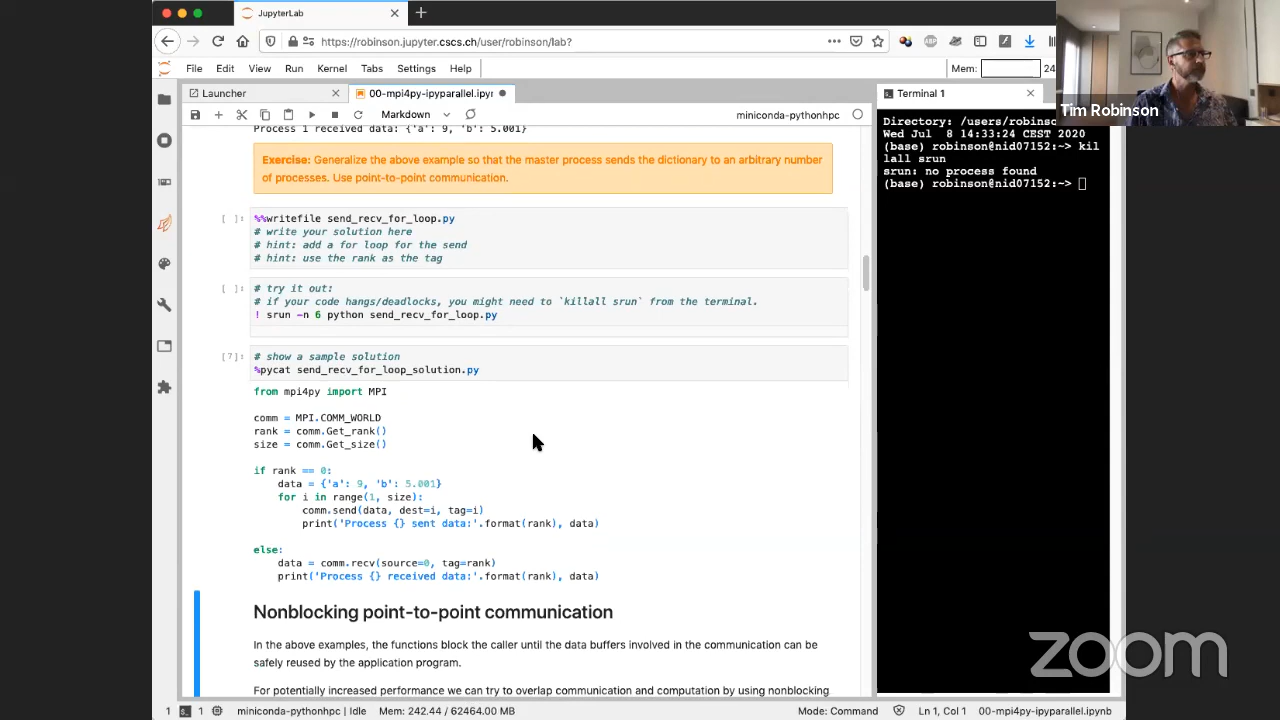 JupyterLab
https://robinson.jupyter.cscs.ch/user/robinson/lab?
File Edit View Run Kernel Tabs Settings Help
Mem: 24
Tim Robinson
Launcher
00-mpi4py-ipyparallel.ipyr
Terminal 1
Markdown
miniconda-pythonhpc
Process 1 received data: {'a': 9, 'b': 5.001}
Exercise: Generalize the above example so that the master process sends the dictionary to an arbitrary number
of processes. Use point-to-point communication.
[ ]: %%writefile send_recv_for_loop.py
# write your solution here
# hint: add a for loop for the send
# hint: use the rank as the tag
[ ]: # try it out:
# if your code hangs/deadlocks, you might need to `killall srun` from the terminal.
! srun -n 6 python send_recv_for_loop.py
[7]: # show a sample solution
%pycat send_recv_for_loop_solution.py
from mpi4py import MPI
comm = MPI.COMM_WORLD
rank = comm.Get_rank()
size = comm.Get_size()
if rank == 0:
data = {'a': 9, 'b': 5.001}
for i in range(1, size):
comm.send(data, dest=i, tag=i)
print('Process {} sent data:'.format(rank), data)
else:
data = comm.recv(source=0, tag=rank)
print('Process {} received data:'.format(rank), data)
Nonblocking point-to-point communication
In the above examples, the functions block the caller until the data buffers involved in the communication can be
safely reused by the application program.
For potentially increased performance we can try to overlap communication and computation by using nonblocking
Directory: /users/robins
Wed Jul 8 14:33:24 CEST 2020
(base) robinson@nid07152:~> kil
lall srun
srun: no process found
(base) robinson@nid07152:~>
zoom
1 1 miniconda-pythonhpc | Idle Mem: 242.44 / 62464.00 MB Mode: Command Ln 1, Col 1 00-mpi4py-ipyparallel.ipynb